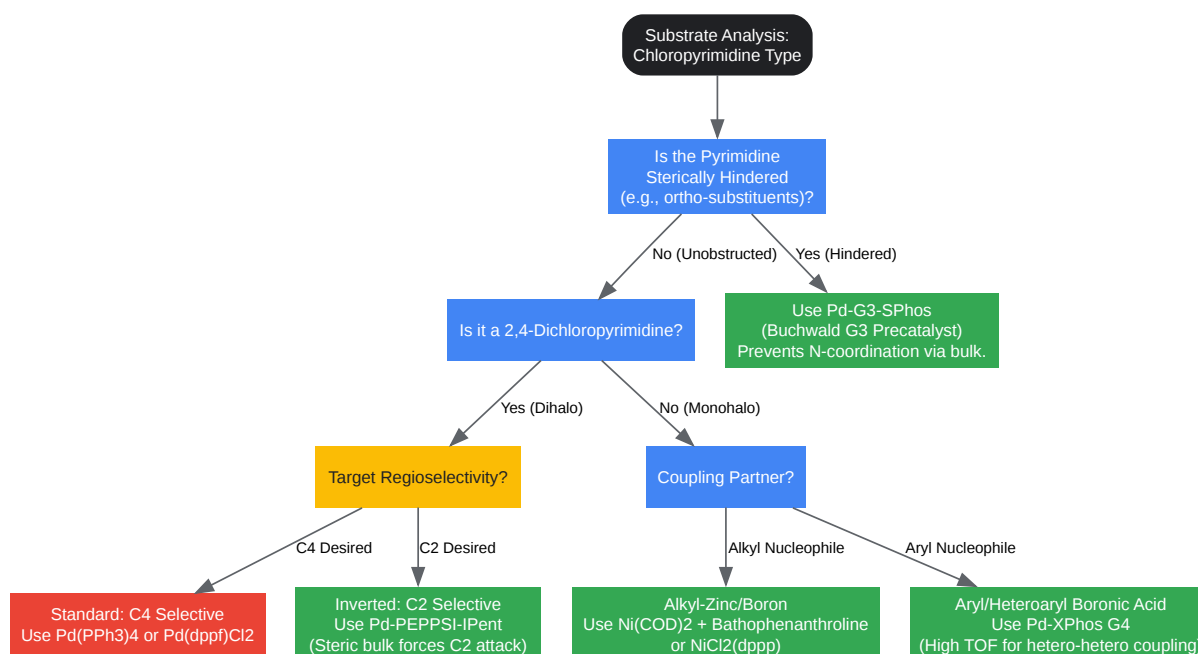 Substrate Analysis:
Chloropyrimidine Type
Is the Pyrimidine
Sterically Hindered
(e.g., ortho-substituents)?
No (Unobstructed)
Yes (Hindered)
Is it a 2,4-Dichloropyrimidine?
Use Pd-G3-SPhos
(Buchwald G3 Precatalyst)
Prevents N-coordination via bulk.
Yes (Dihalo)
No (Monohalo)
Target Regioselectivity?
Coupling Partner?
C4 Desired
C2 Desired
Alkyl Nucleophile
Aryl Nucleophile
Standard: C4 Selective
Use Pd(PPh3)4 or Pd(dppf)Cl2
Inverted: C2 Selective
Use Pd-PEPPSI-IPent
(Steric bulk forces C2 attack)
Alkyl-Zinc/Boron
Use Ni(COD)2 + Bathophenanthroline
or NiCl2(dppp)
Aryl/Heteroaryl Boronic Acid
Use Pd-XPhos G4
(High TOF for hetero-hetero coupling)